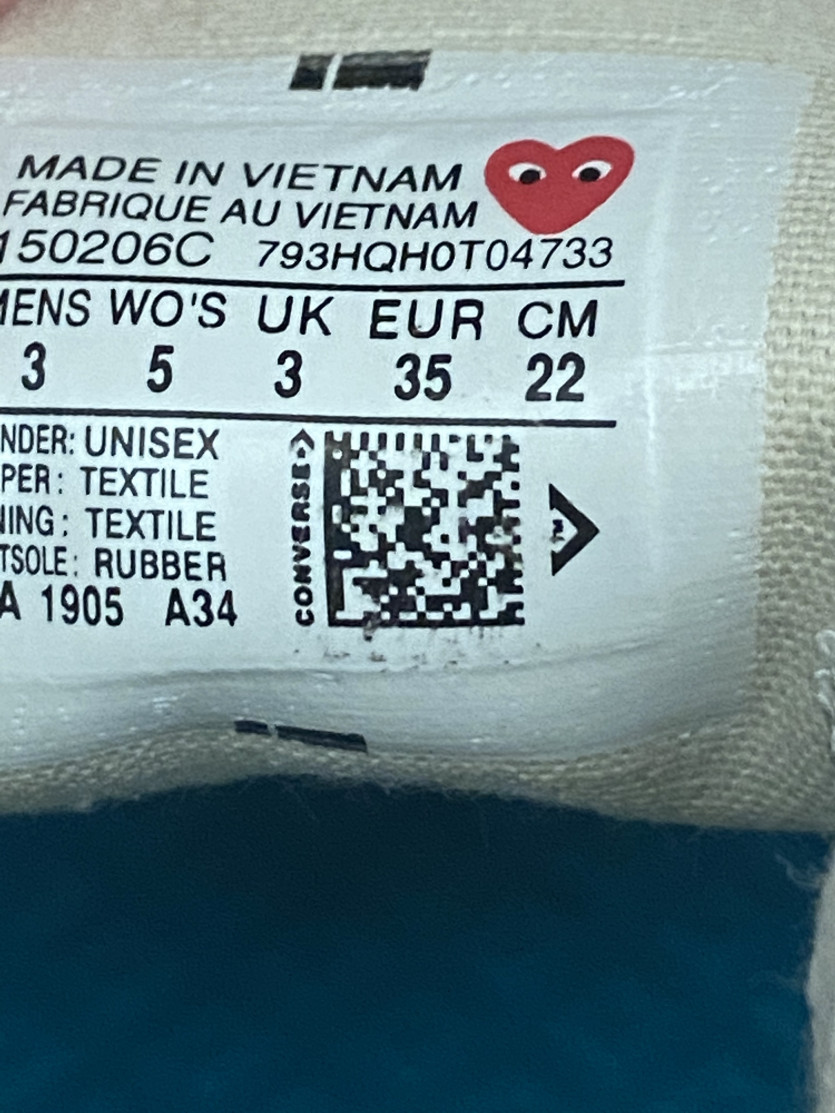 MADE IN VIETNAM
FABRIQUE AU VIETNAM
150206C 793HQH0T04733
MENS WO'S UK EUR CM
3 5 3 35 22
NDER: UNISEX
PER: TEXTILE
NING: TEXTILE
TSOLE: RUBBER
A 1905 A34
CONVERSE